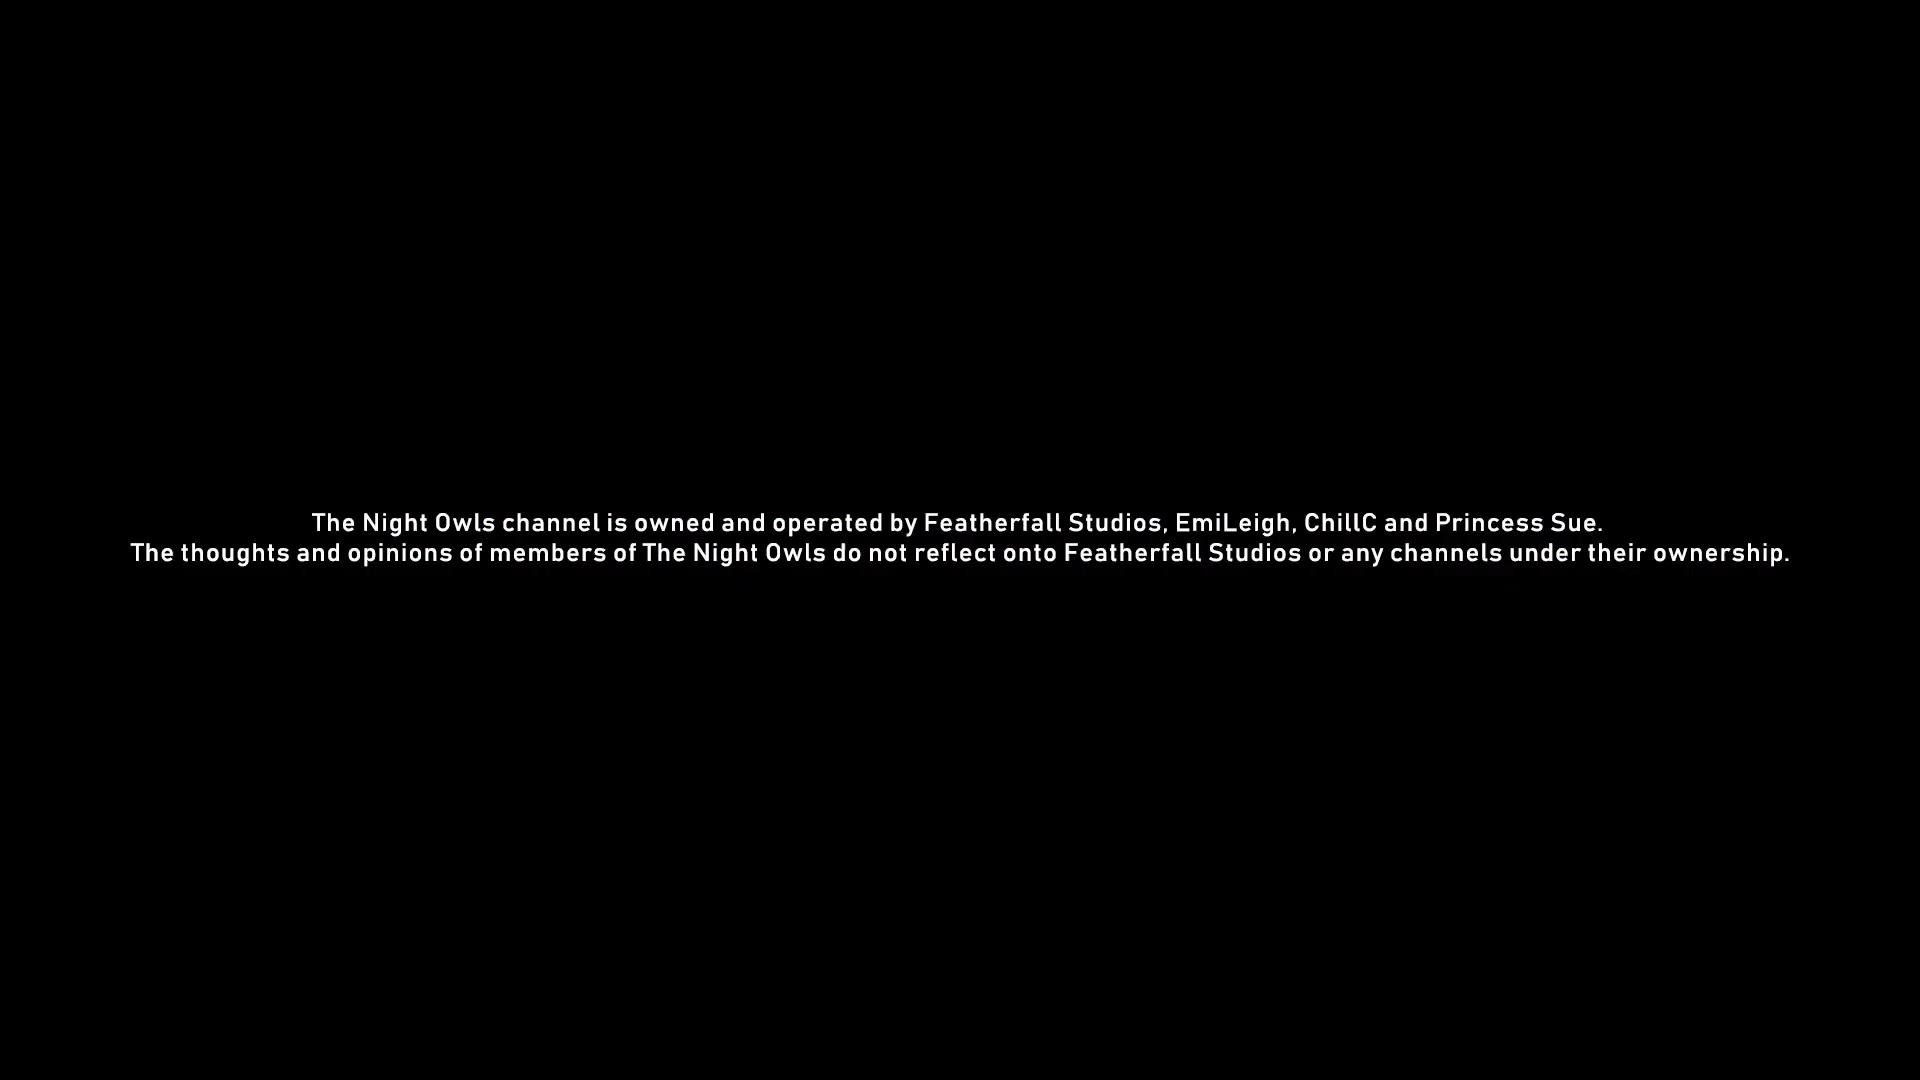 The Night Owls channel is owned and operated by Featherfall Studios, EmiLeigh, ChillC and Princess Sue.
The thoughts and opinions of members of The Night Owls do not reflect onto Featherfall Studios or any channels under their ownership.